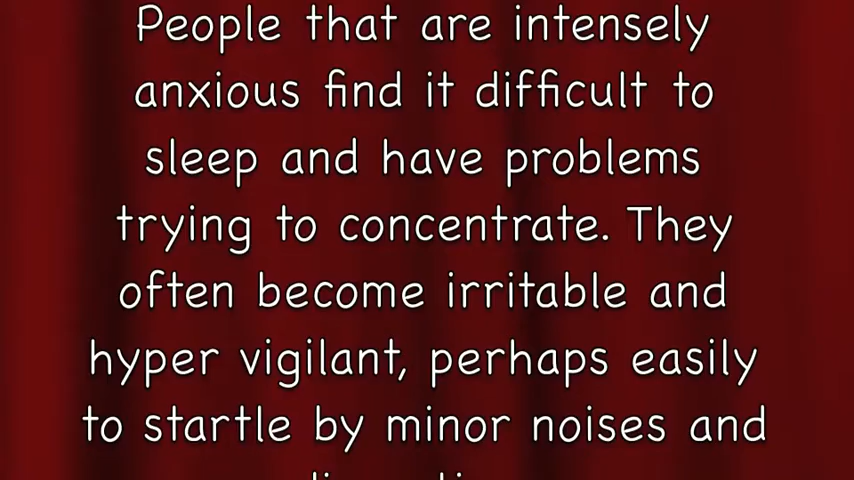 People that are intensely
anxious find it difficult to
sleep and have problems
trying to concentrate. They
often become irritable and
hyper vigilant, perhaps easily
to startle by minor noises and